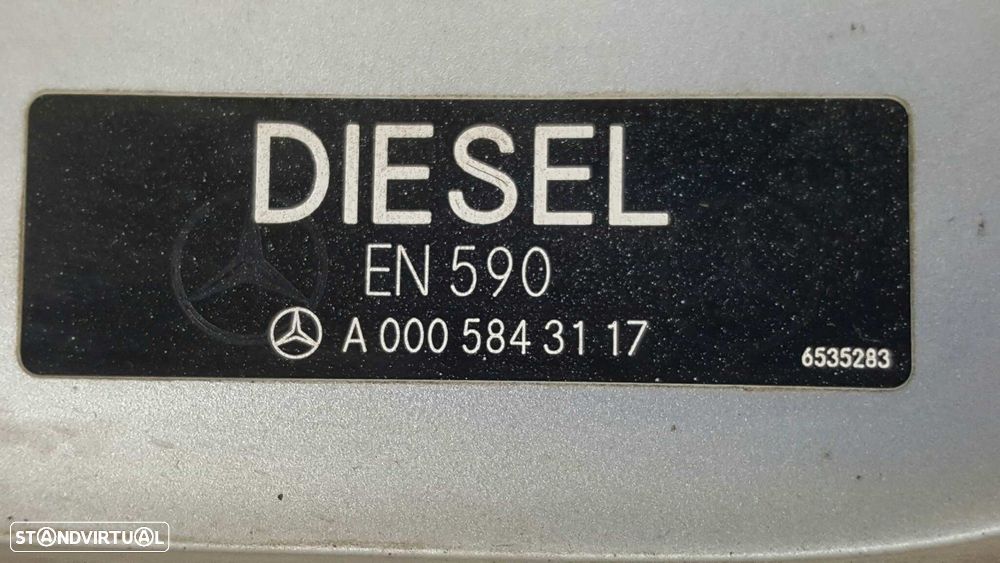 DIESEL
EN 590
A 000 584 31 17
6535283
STANDVIRTUAL